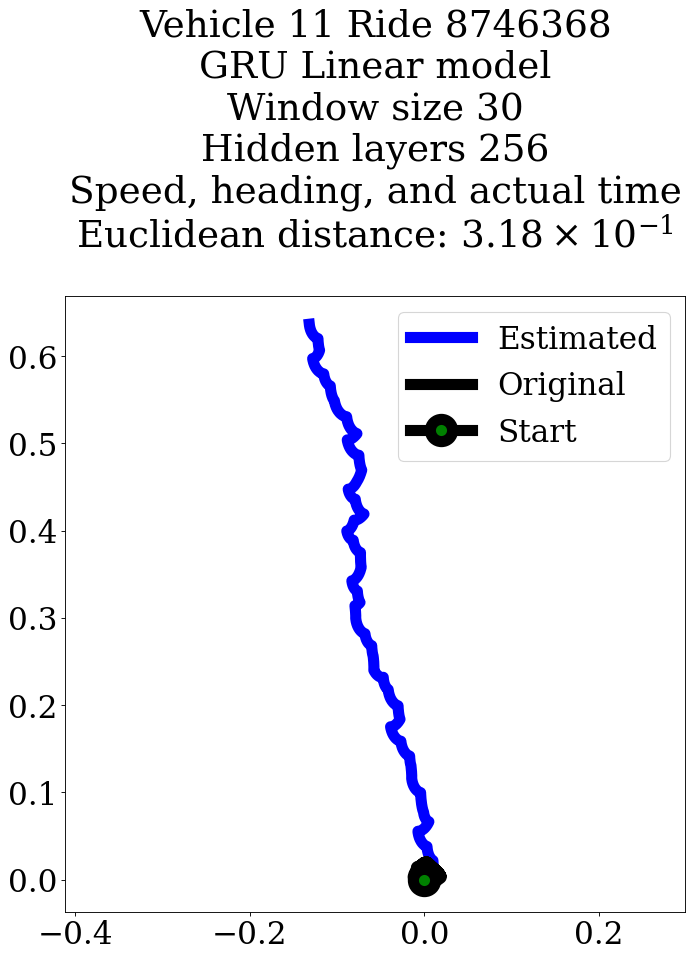 Vehicle 11 Ride 8746368
GRU Linear model
Window size 30
Hidden layers 256
Speed, heading, and actual time
Euclidean distance: 3.18 × 10⁻¹
Estimated
Original
Start
0.6
0.5
0.4
0.3
0.2
0.1
0.0
−0.4 −0.2 0.0 0.2